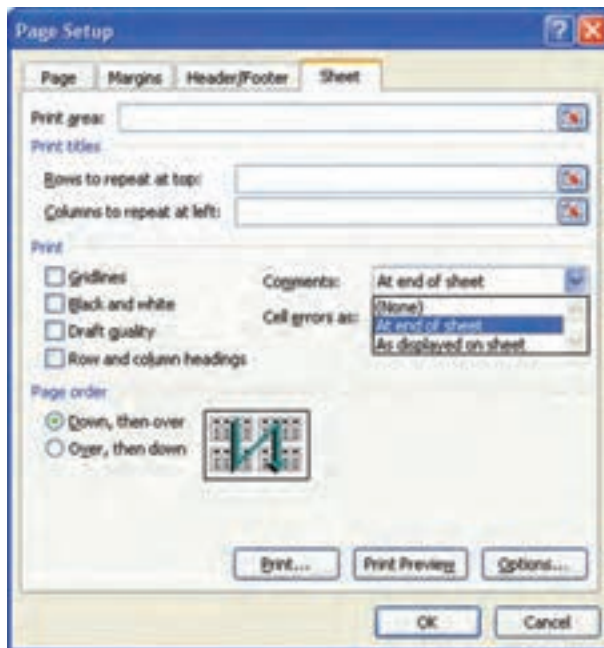 Page Setup
Page Margins Header/Footer Sheet
Print area:
Print titles
Rows to repeat at top:
Columns to repeat at left:
Print
Gridlines
Comments: At end of sheet
Black and white
(None)
Cell errors as: At end of sheet
Draft quality
As displayed on sheet
Row and column headings
Page order
Down, then over
Over, then down
Print... Print Preview Options...
OK Cancel